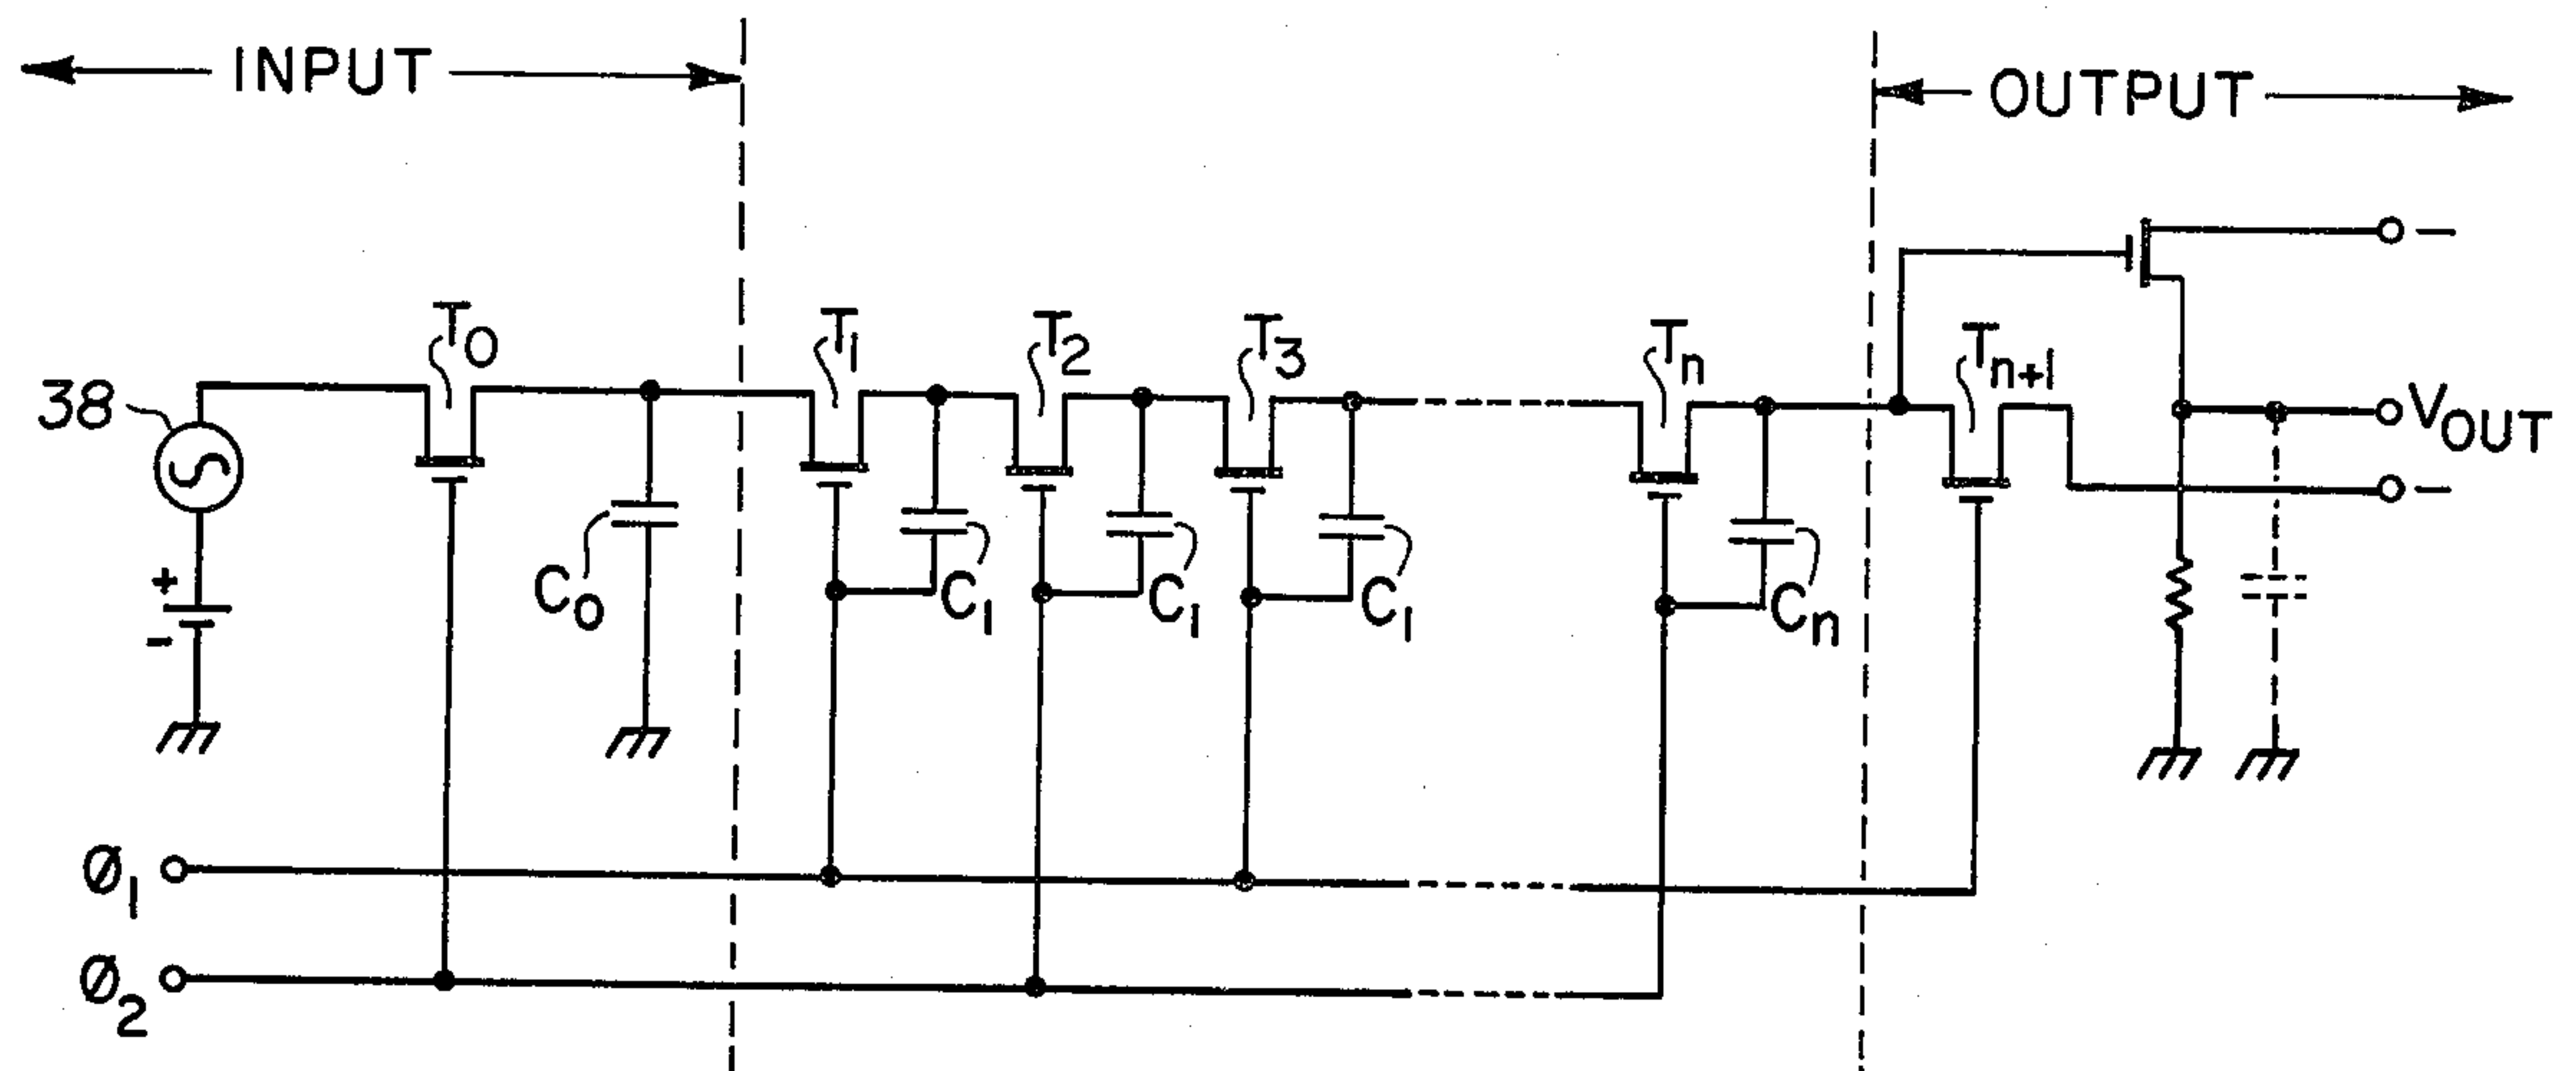 INPUT
OUTPUT
T0
T1
T2
T3
Tn
Tn+1
38
VOUT
+
-
C0
C1
C1
C1
Cn
Ø1
Ø2